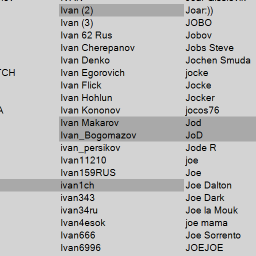 Ivan (2) Joar:))
Ivan (3) JOBO
Ivan 62 Rus Jobov
Ivan Cherepanov Jobs Steve
Ivan Denko Jochen Smuda
TCH Ivan Egorovich jocke
Ivan Flick Jocke
Ivan Hohlun Jocker
A Ivan Kononov jocos76
Ivan Makarov Jod
Ivan_Bogomazov JoD
ivan_persikov Jode R
Ivan11210 joe
Ivan159RUS Joe
ivan1ch Joe Dalton
ivan343 Joe Dark
ivan34ru Joe la Mouk
Ivan4esok joe mama
Ivan666 Joe Sorrento
Ivan6996 JOEJOE